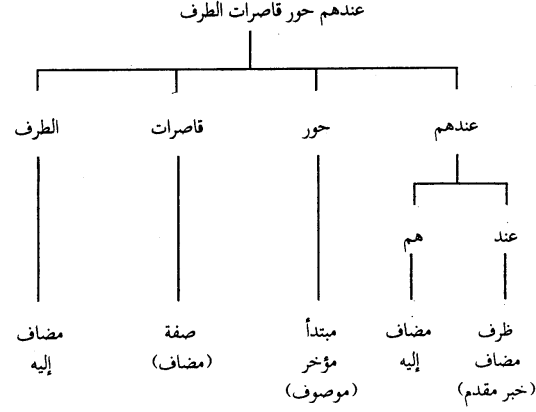 عندهم حور قاصرات الطرف
عندهم حور قاصرات الطرف
عند هم
ظرف مضاف مبتدأ صفة مضاف
مضاف إليه مؤخر (مضاف) إليه
(خبر مقدم) (موصوف)